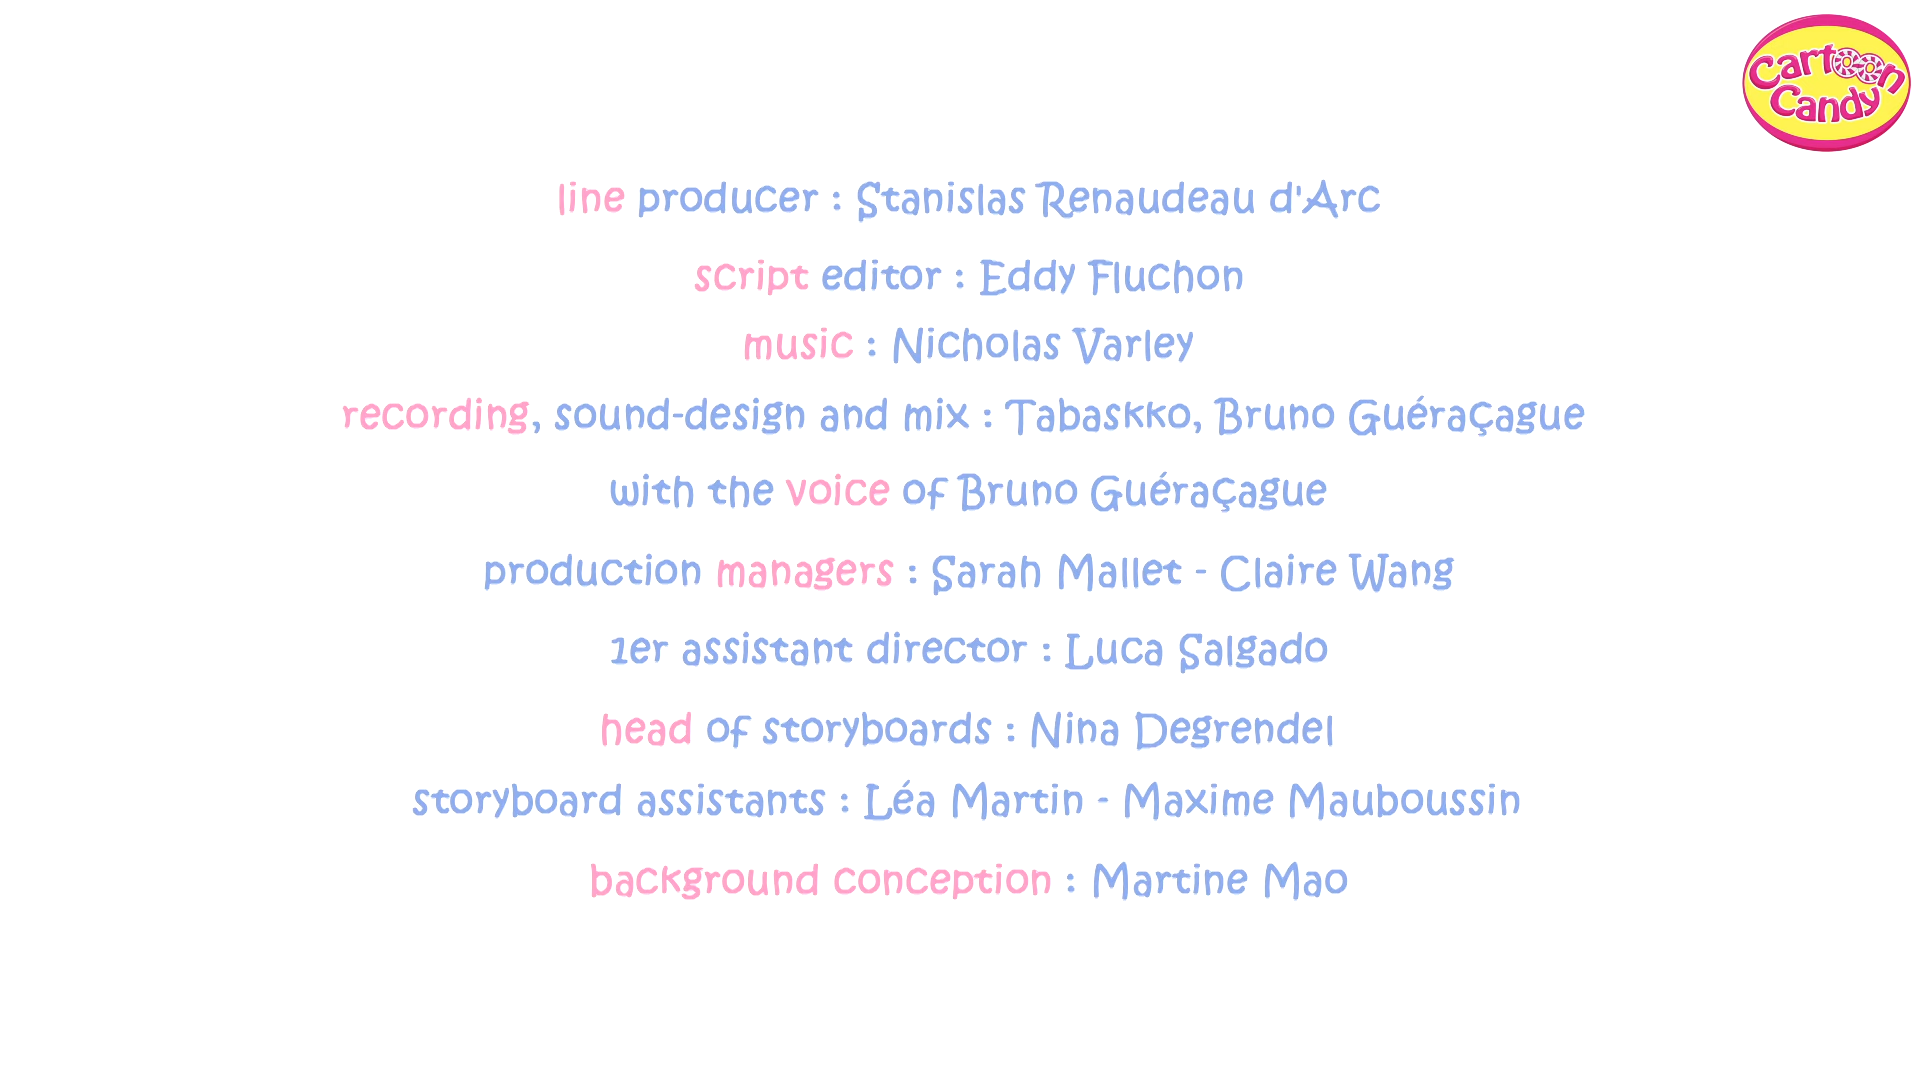 Cartoon
Candy
line producer : Stanislas Renaudeau d'Arc
script editor : Eddy Fluchon
music : Nicholas Varley
recording, sound-design and mix : Tabaskko, Bruno Guéraçague
with the voice of Bruno Guéraçague
production managers : Sarah Mallet - Claire Wang
1er assistant director : Luca Salgado
head of storyboards : Nina Degrendel
storyboard assistants : Léa Martin - Maxime Mauboussin
background conception : Martine Mao